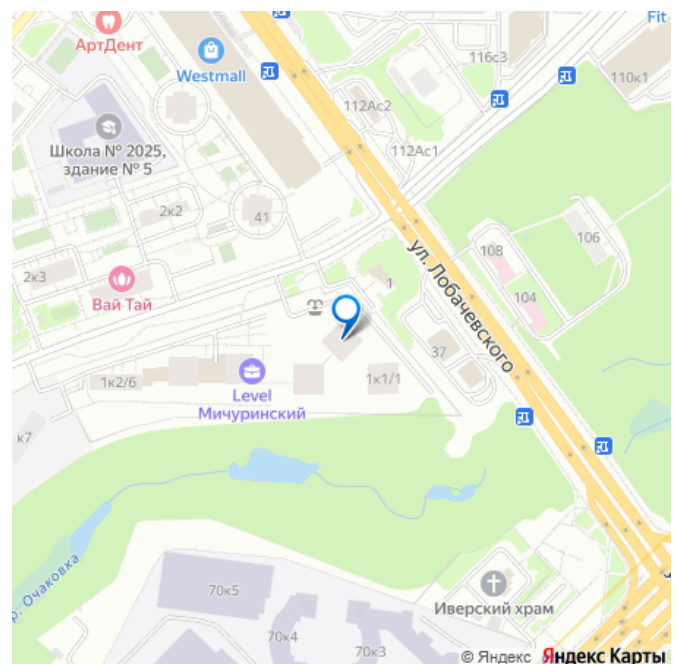 Fit
АртДент
Westmall
116с3
110к1
112Ас2
Школа № 2025,
здание № 5
112Ас1
2к2
41
108
106
ул. Лобачевского
2к3
Вай Тай
1
104
37
1к2/6
1к1/1
Level
Мичуринский
к7
р. Очаковка
70к5
Иверский храм
70к4
70к3
© Яндекс Яндекс Карты